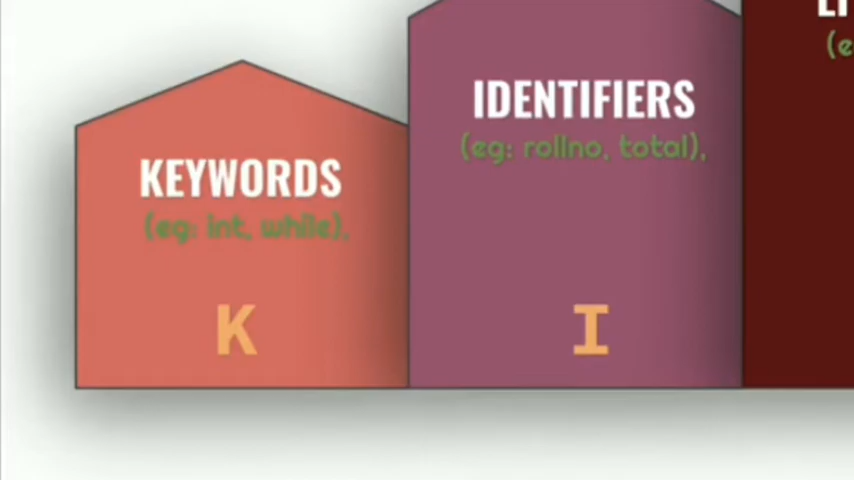 KEYWORDS
(eg: int, while),
K
IDENTIFIERS
(eg: rollno, total),
I